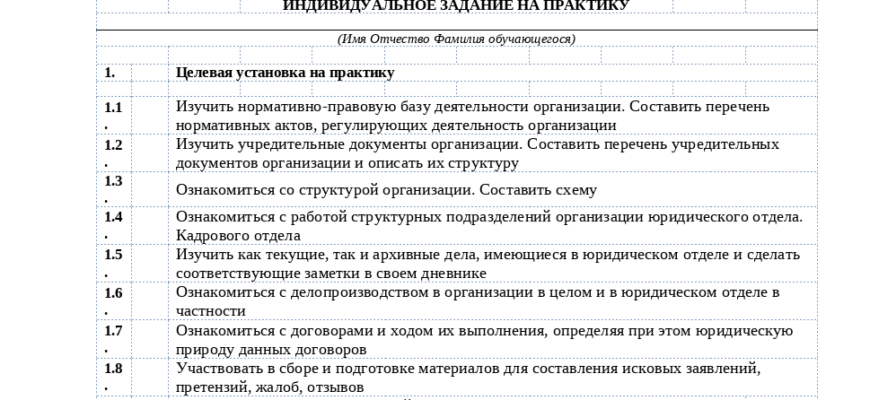 ИНДИВИДУАЛЬНОЕ ЗАДАНИЕ НА ПРАКТИКУ
(Имя Отчество Фамилия обучающегося)
1. Целевая установка на практику
1.1. Изучить нормативно-правовую базу деятельности организации. Составить перечень
нормативных актов, регулирующих деятельность организации
1.2. Изучить учредительные документы организации. Составить перечень учредительных
документов организации и описать их структуру
1.3. Ознакомиться со структурой организации. Составить схему
1.4. Ознакомиться с работой структурных подразделений организации юридического отдела.
Кадрового отдела
1.5. Изучить как текущие, так и архивные дела, имеющиеся в юридическом отделе и сделать
соответствующие заметки в своем дневнике
1.6. Ознакомиться с делопроизводством в организации в целом и в юридическом отделе в
частности
1.7. Ознакомиться с договорами и ходом их выполнения, определяя при этом юридическую
природу данных договоров
1.8. Участвовать в сборе и подготовке материалов для составления исковых заявлений,
претензий, жалоб, отзывов